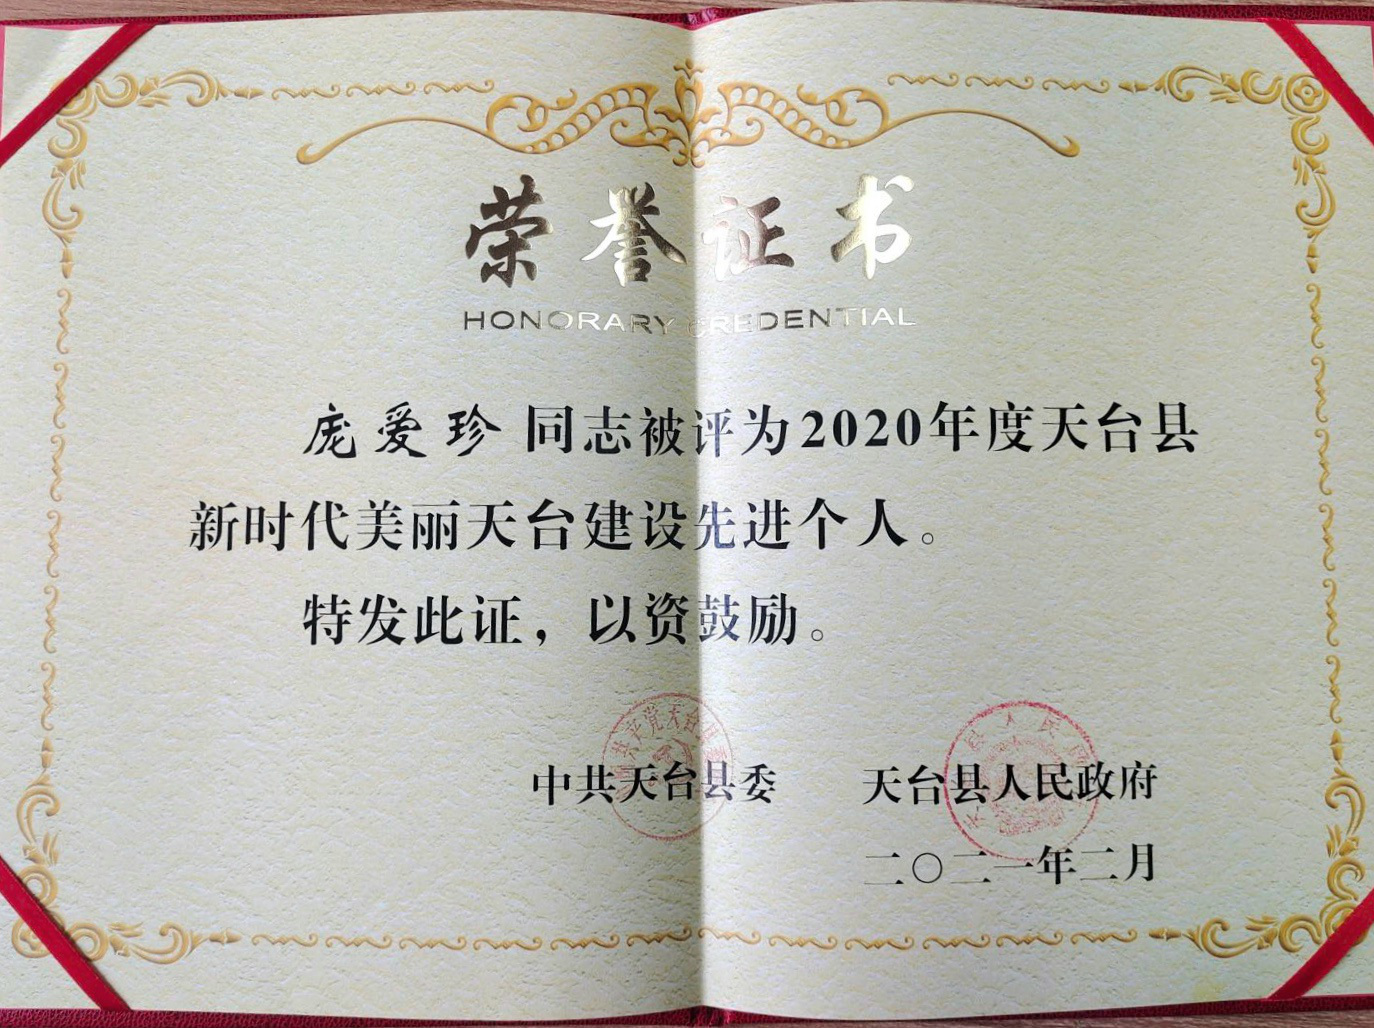 荣誉证书
HONORARY CREDENTIAL
庞爱珍 同志被评为2020年度天台县
新时代美丽天台建设先进个人。
特发此证，以资鼓励。
中共天台县委 天台县人民政府
二〇二一年二月